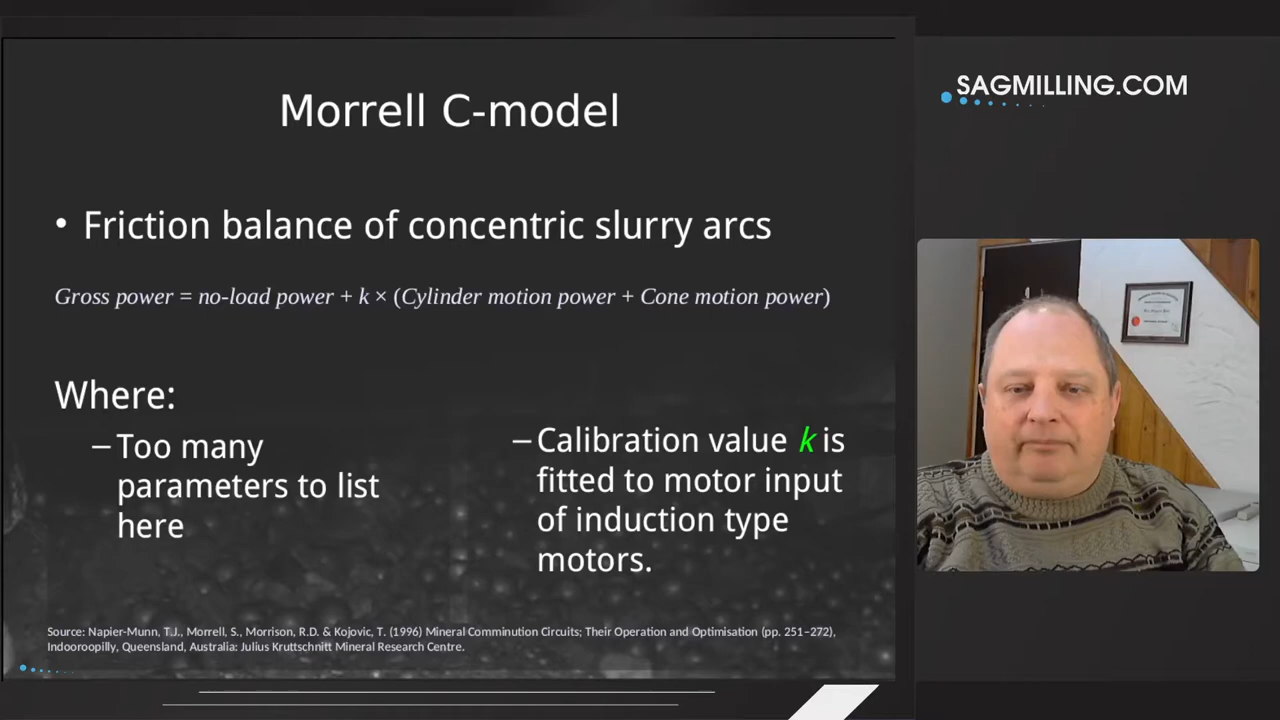 SAGMILLING.COM
Morrell C-model
• Friction balance of concentric slurry arcs
Gross power = no-load power + k × (Cylinder motion power + Cone motion power)
Where:
– Too many
parameters to list
here
– Calibration value k is
fitted to motor input
of induction type
motors.
Source: Napier-Munn, T.J., Morrell, S., Morrison, R.D. & Kojovic, T. (1996) Mineral Comminution Circuits; Their Operation and Optimisation (pp. 251–272),
Indooroopilly, Queensland, Australia: Julius Kruttschnitt Mineral Research Centre.